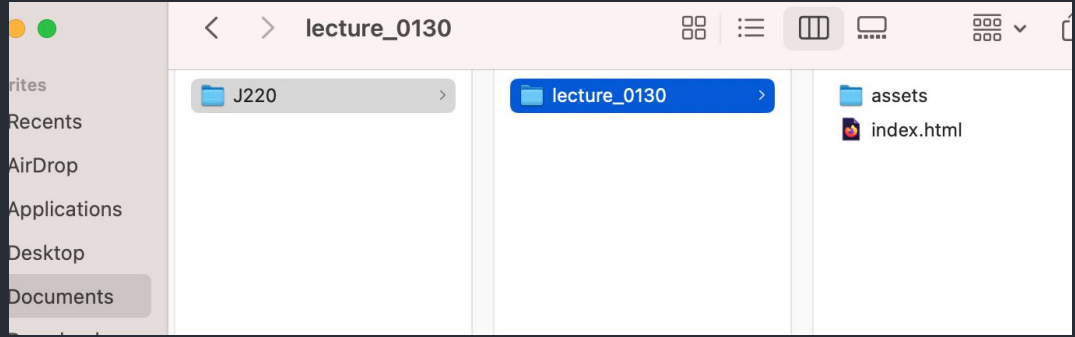 lecture_0130
rites
Recents
AirDrop
Applications
Desktop
Documents
J220
lecture_0130
assets
index.html